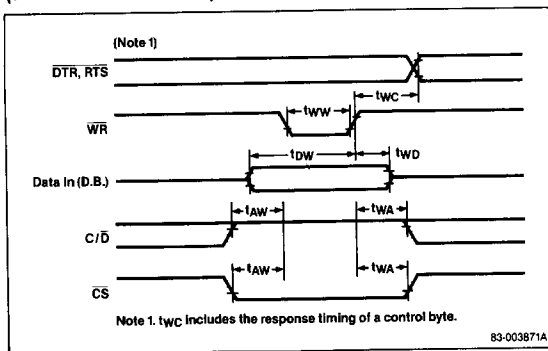 (Note 1)
DTR, RTS
tWC
tWW
WR
tDW
tWD
Data In (D.B.)
tAW
tWA
C/D̅
tAW
tWA
C̅S̅
Note 1. tWC includes the response timing of a control byte.
83-003871A